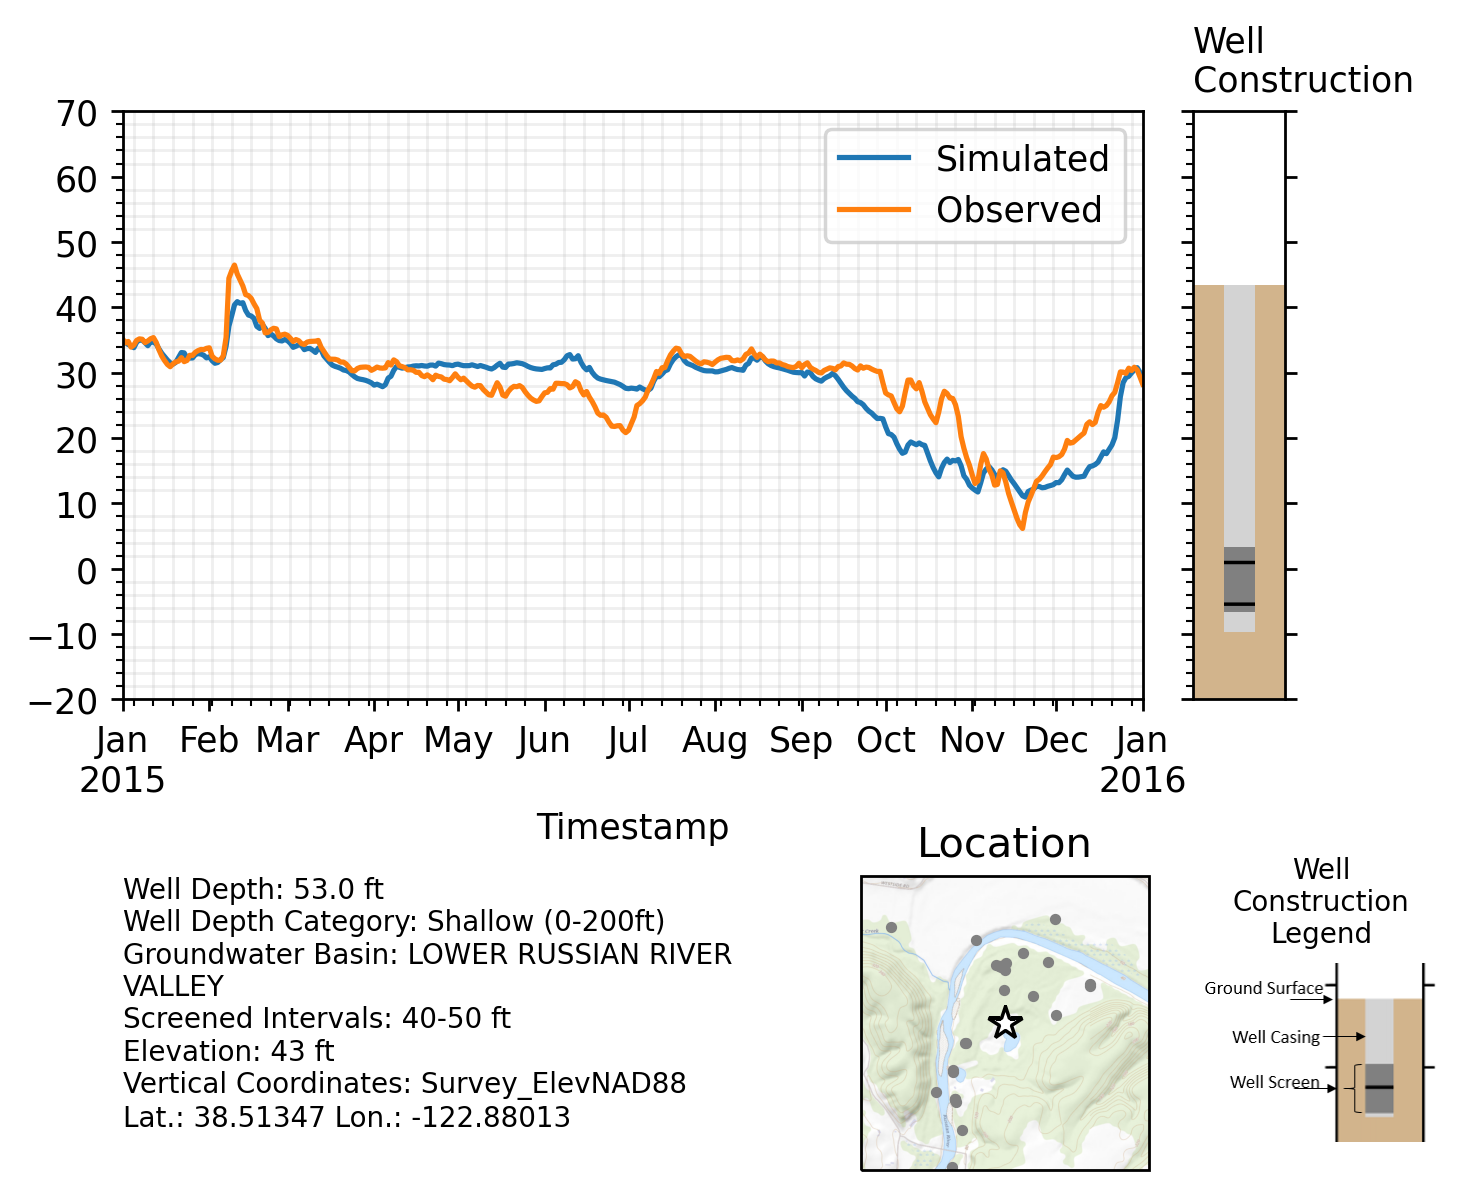 Well
Construction
70
60
50
40
30
20
10
0
−10
−20
Simulated
Observed
Jan Feb Mar Apr May Jun Jul Aug Sep Oct Nov Dec Jan
2015 2016
Timestamp
Well Depth: 53.0 ft
Well Depth Category: Shallow (0-200ft)
Groundwater Basin: LOWER RUSSIAN RIVER
VALLEY
Screened Intervals: 40-50 ft
Elevation: 43 ft
Vertical Coordinates: Survey_ElevNAD88
Lat.: 38.51347 Lon.: -122.88013
Location
Well
Construction
Legend
Ground Surface
Well Casing
Well Screen